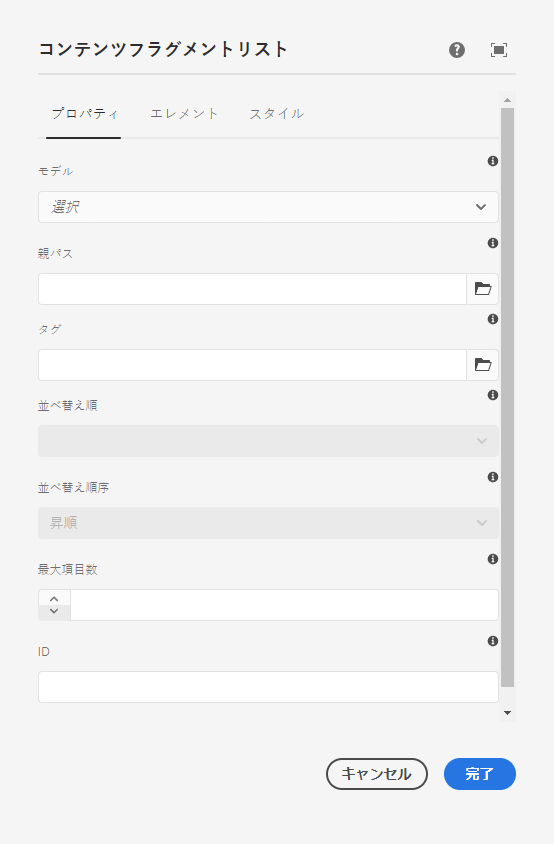 コンテンツフラグメントリスト
プロパティ エレメント スタイル
モデル
選択
親パス
タグ
並べ替え順
並べ替え順序
昇順
最大項目数
ID
キャンセル 完了